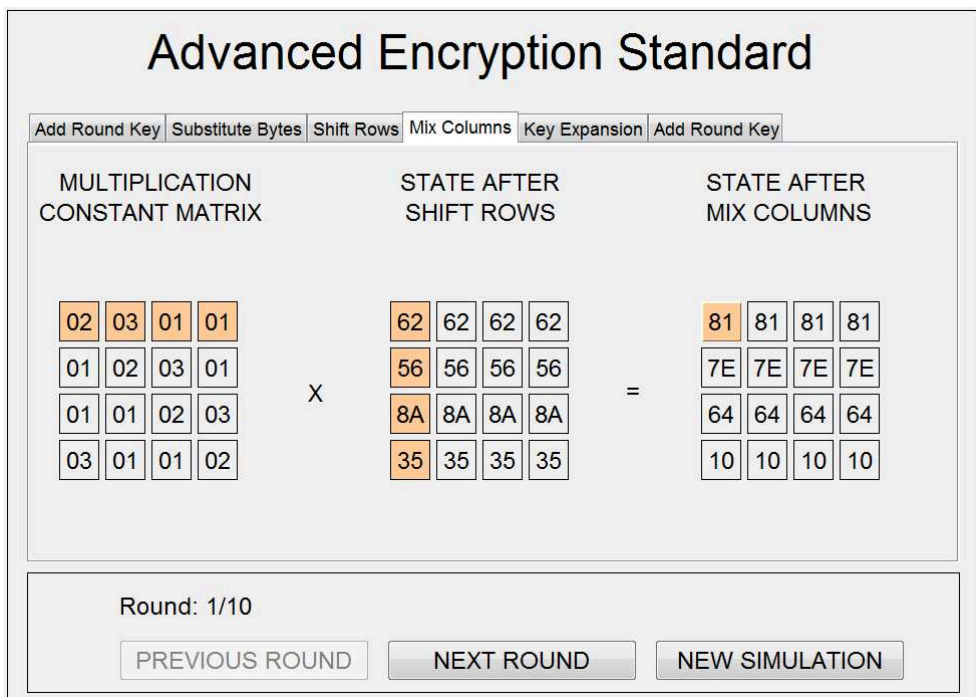 Advanced Encryption Standard
Add Round Key Substitute Bytes Shift Rows Mix Columns Key Expansion Add Round Key
MULTIPLICATION CONSTANT MATRIX
STATE AFTER SHIFT ROWS
STATE AFTER MIX COLUMNS
02 03 01 01 62 62 62 62 81 81 81 81
01 02 03 01 56 56 56 56 7E 7E 7E 7E
X =
01 01 02 03 8A 8A 8A 8A 64 64 64 64
03 01 01 02 35 35 35 35 10 10 10 10
Round: 1/10
PREVIOUS ROUND NEXT ROUND NEW SIMULATION